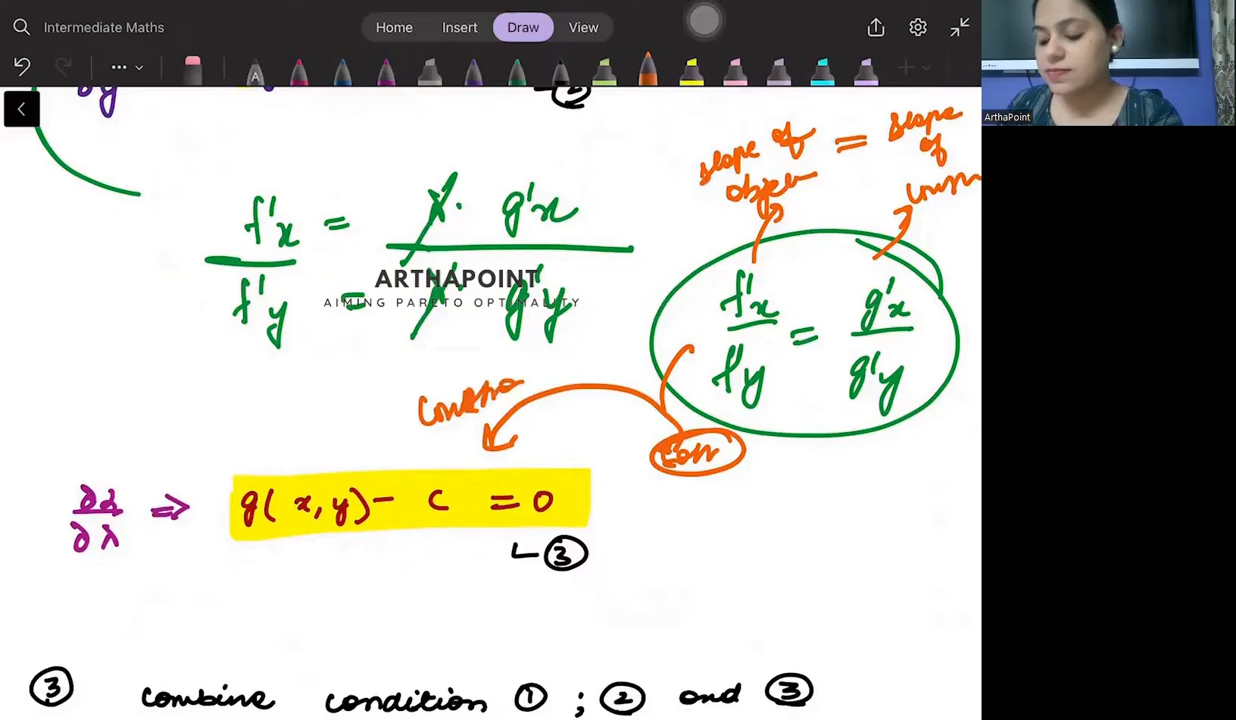 Intermediate Maths
Home Insert Draw View
ArthaPoint
slope of = slope
object of
f'x = λ. g'x
f'y = λ. g'y
ARTHAPOINT
AIMING PARETO OPTIMALITY
f'x = g'x
f'y g'y
∂L/∂λ ⇒ g( x, y) - c = 0
③
③ combine condition ① ; ② and ③